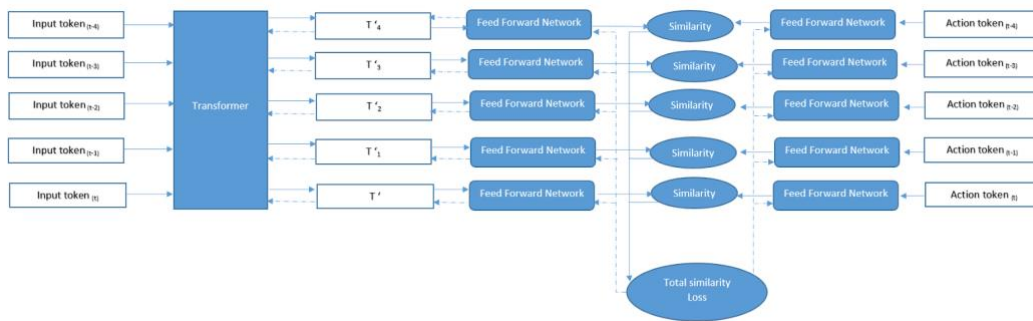 Input token (t-4)
T ‘4
Feed Forward Network
Similarity
Feed Forward Network
Action token (t-4)
Input token (t-3)
T ‘3
Feed Forward Network
Similarity
Feed Forward Network
Action token (t-3)
Transformer
Input token (t-2)
T ‘2
Feed Forward Network
Similarity
Feed Forward Network
Action token (t-2)
Input token (t-1)
T ‘1
Feed Forward Network
Similarity
Feed Forward Network
Action token (t-1)
Input token (t)
T ‘
Feed Forward Network
Similarity
Feed Forward Network
Action token (t)
Total similarity
Loss